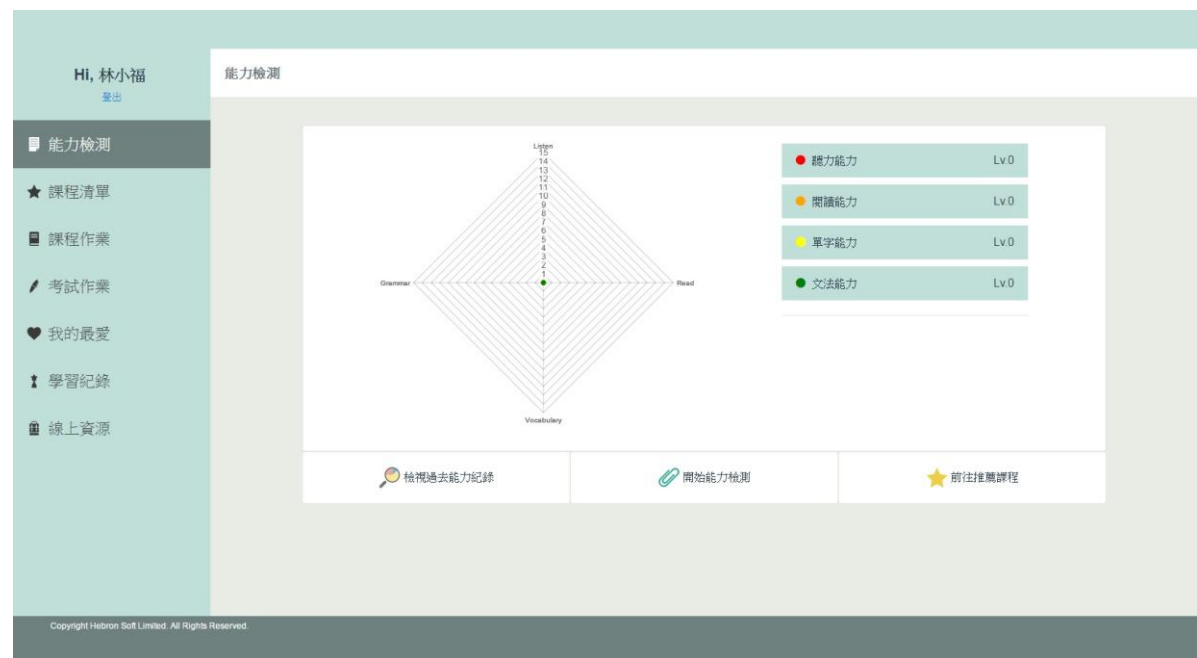 Hi, 林小福
登出
能力檢測
能力檢測
課程清單
課程作業
考試作業
我的最愛
學習紀錄
線上資源
Listen
15
14
13
12
11
10
9
8
7
6
5
4
3
2
1
Grammar
Read
Vocabulary
聽力能力 Lv.0
閱讀能力 Lv.0
單字能力 Lv.0
文法能力 Lv.0
檢視過去能力紀錄
開始能力檢測
前往推薦課程
Copyright Hebron Soft Limited. All Rights Reserved.